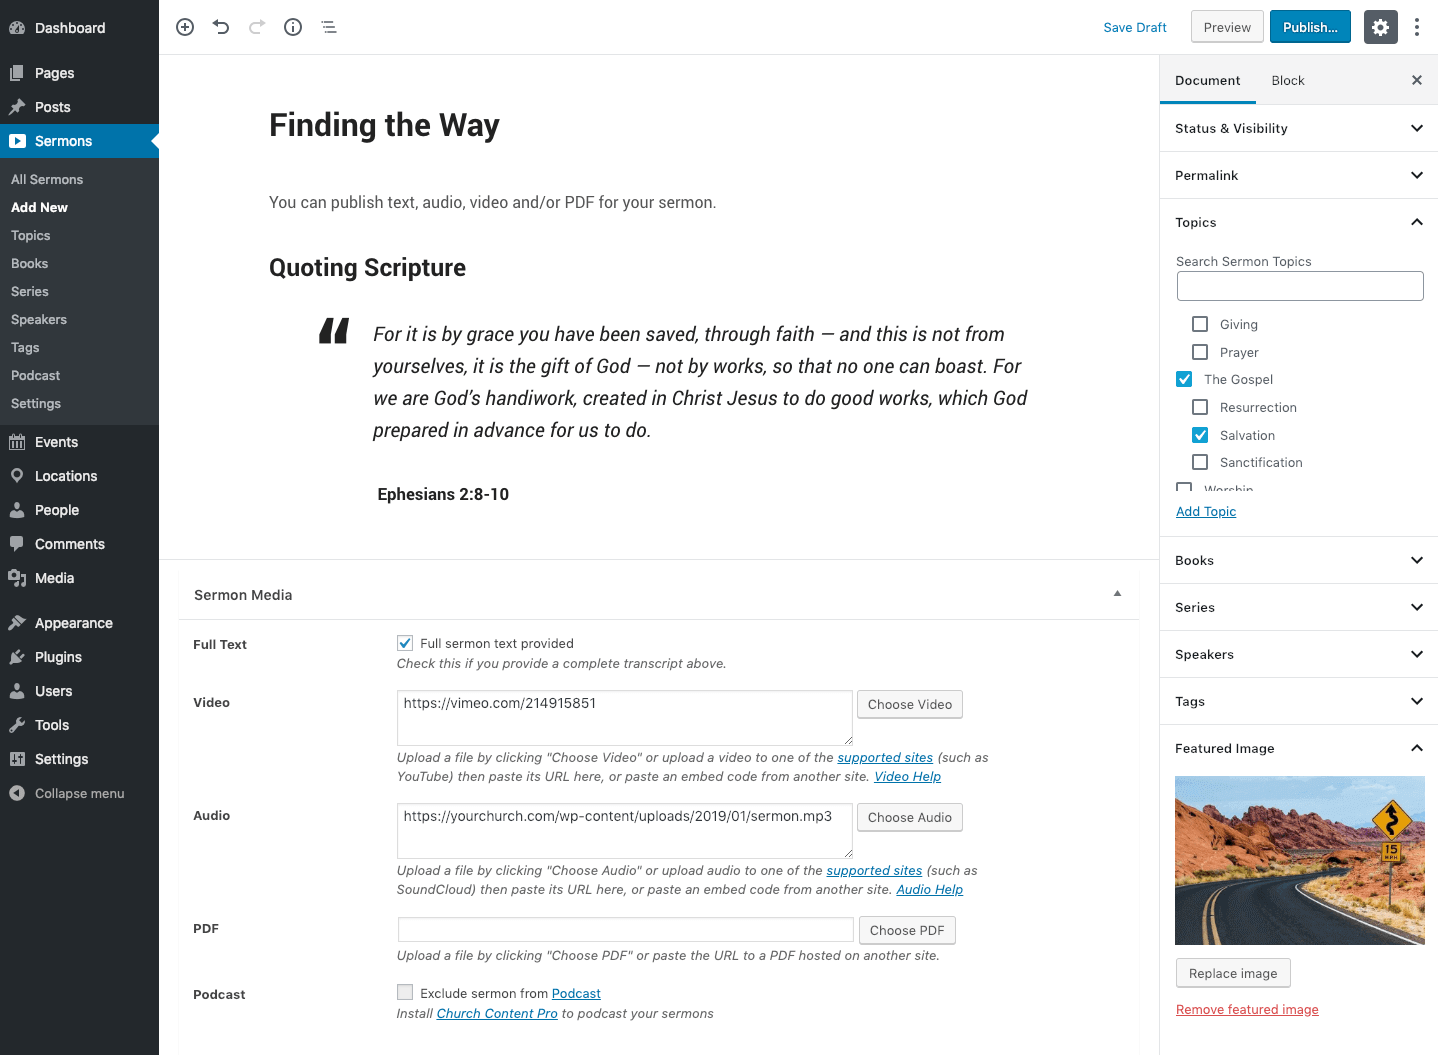 Dashboard
Pages
Posts
Sermons
All Sermons
Add New
Topics
Books
Series
Speakers
Tags
Podcast
Settings
Events
Locations
People
Comments
Media
Appearance
Plugins
Users
Tools
Settings
Collapse menu
Save Draft
Preview
Publish...
Finding the Way
You can publish text, audio, video and/or PDF for your sermon.
Quoting Scripture
“
For it is by grace you have been saved, through faith — and this is not from
yourselves, it is the gift of God — not by works, so that no one can boast. For
we are God’s handiwork, created in Christ Jesus to do good works, which God
prepared in advance for us to do.
Ephesians 2:8-10
Sermon Media
Full Text
Full sermon text provided
Check this if you provide a complete transcript above.
Video
https://vimeo.com/214915851
Choose Video
Upload a file by clicking "Choose Video" or upload a video to one of the supported sites (such as
YouTube) then paste its URL here, or paste an embed code from another site. Video Help
Audio
https://yourchurch.com/wp-content/uploads/2019/01/sermon.mp3
Choose Audio
Upload a file by clicking "Choose Audio" or upload audio to one of the supported sites (such as
SoundCloud) then paste its URL here, or paste an embed code from another site. Audio Help
PDF
Choose PDF
Upload a file by clicking "Choose PDF" or paste the URL to a PDF hosted on another site.
Podcast
Exclude sermon from Podcast
Install Church Content Pro to podcast your sermons
Document
Block
Status & Visibility
Permalink
Topics
Search Sermon Topics
Giving
Prayer
The Gospel
Resurrection
Salvation
Sanctification
Worship
Add Topic
Books
Series
Speakers
Tags
Featured Image
15
MPH
Replace image
Remove featured image